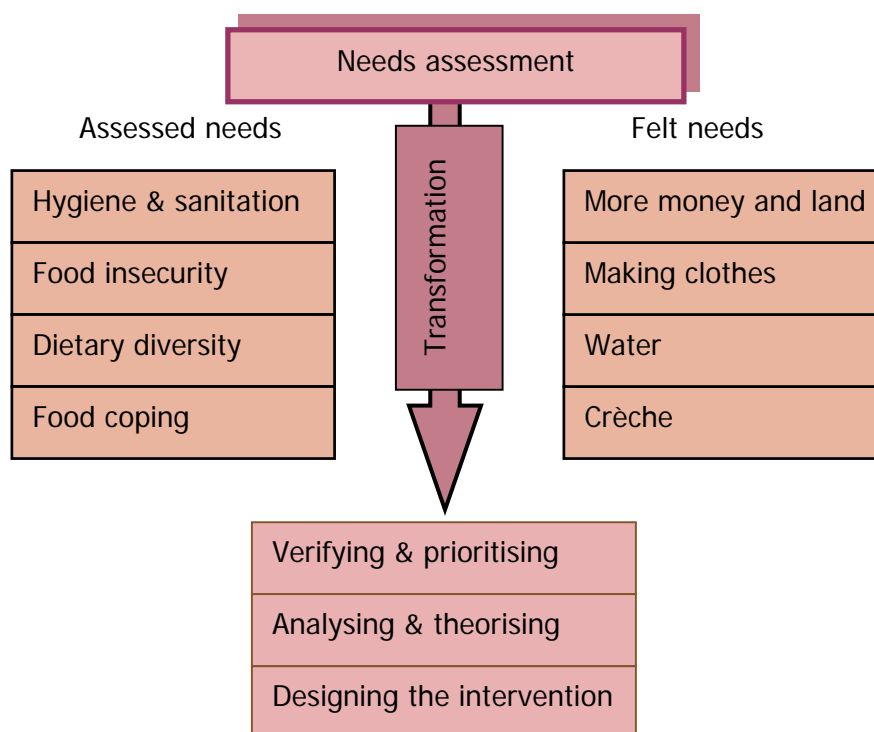 Needs assessment
Assessed needs
Hygiene & sanitation
Food insecurity
Dietary diversity
Food coping
Transformation
Felt needs
More money and land
Making clothes
Water
Crèche
Verifying & prioritising
Analysing & theorising
Designing the intervention